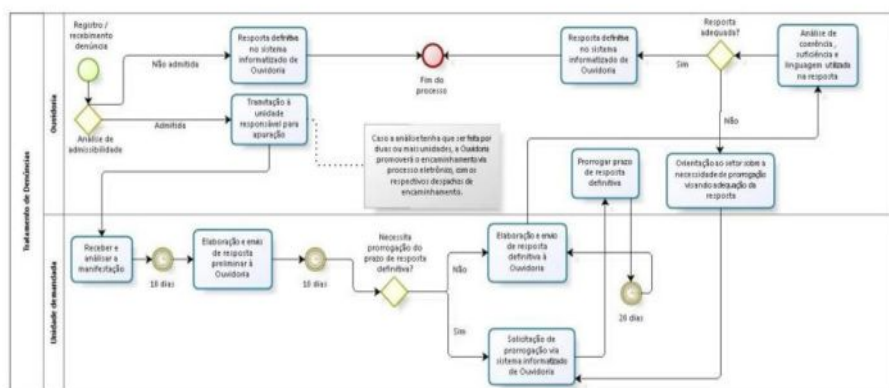 Tratamento de Denúncias
Ouvidoria
Registro /
recebimento
denúncia
Não admitida
Análise de
admissibilidade
Admitida
Resposta definitiva
no sistema
informatizado de
Ouvidoria
Tramitação à
unidade
responsável para
apuração
Fim do
processo
Caso a análise tenha que ser feita por
duas ou mais unidades, a Ouvidoria
promoverá o encaminhamento via
processo eletrônico, com os
respectivos despachos de
encaminhamento.
Resposta definitiva
no sistema
informatizado de
Ouvidoria
Sim
Resposta
adequada?
Análise de
coerência,
suficiência e
linguagem utilizada
na resposta
Não
Prorrogar prazo
de resposta
definitiva
Orientação ao setor sobre a
necessidade de prorrogação
visando adequação da
resposta
Unidade demandada
Receber e
análisar a
manifestação
10 dias
Elaboração e envio
de resposta
preliminar à
Ouvidoria
10 dias
Necessita
prorrogação do
prazo de resposta
definitiva?
Não
Sim
Elaboração e envio
de resposta
definitiva à
Ouvidoria
20 dias
Solicitação de
prorrogação via
sistema informatizado
de Ouvidoria